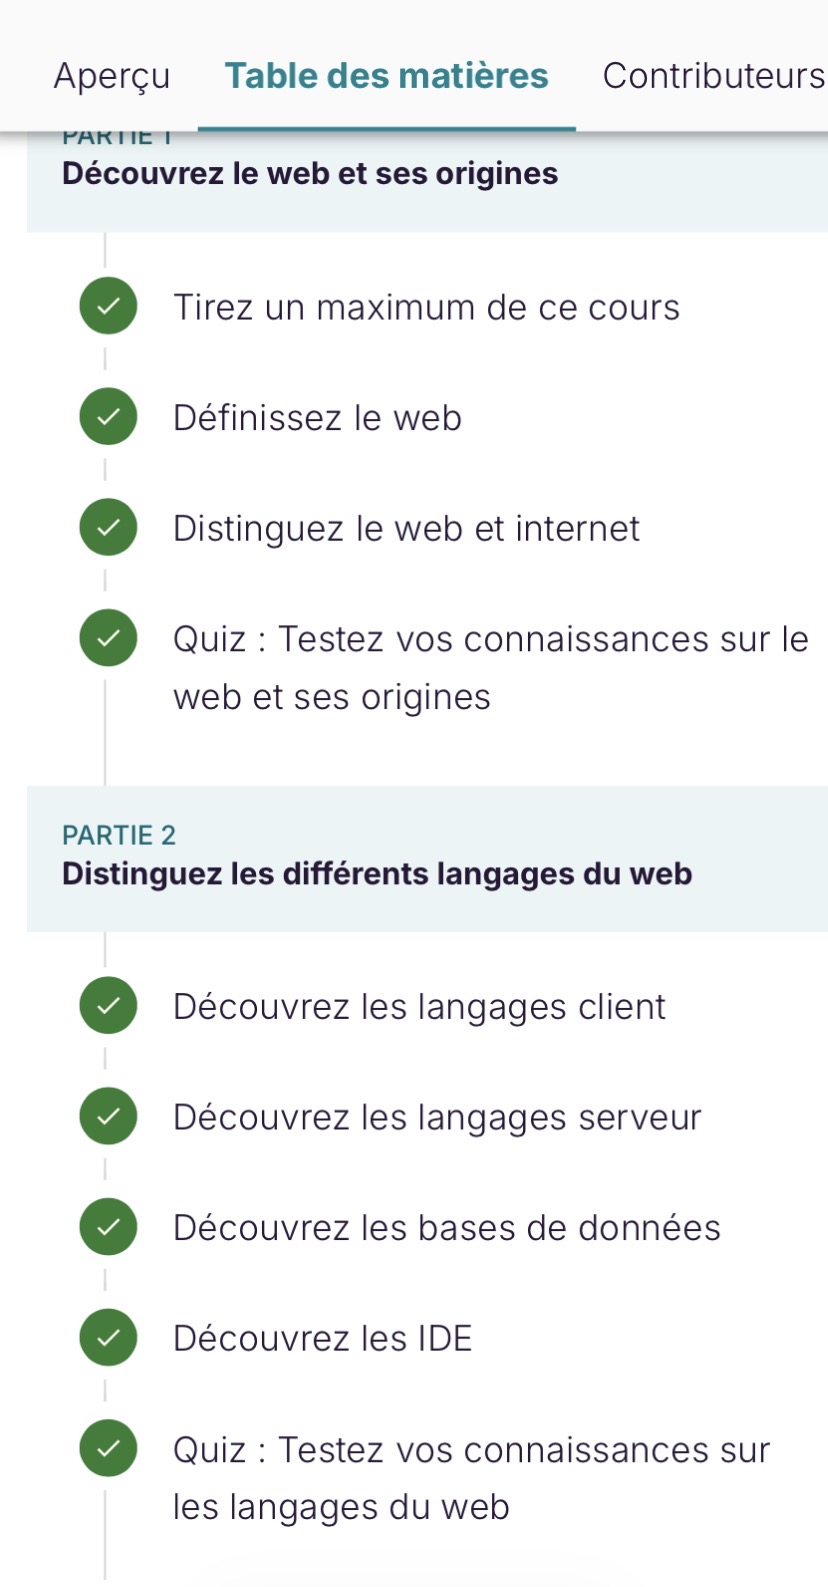 Aperçu Table des matières Contributeurs
PARTIE 1
Découvrez le web et ses origines
Tirez un maximum de ce cours
Définissez le web
Distinguez le web et internet
Quiz : Testez vos connaissances sur le
web et ses origines
PARTIE 2
Distinguez les différents langages du web
Découvrez les langages client
Découvrez les langages serveur
Découvrez les bases de données
Découvrez les IDE
Quiz : Testez vos connaissances sur
les langages du web